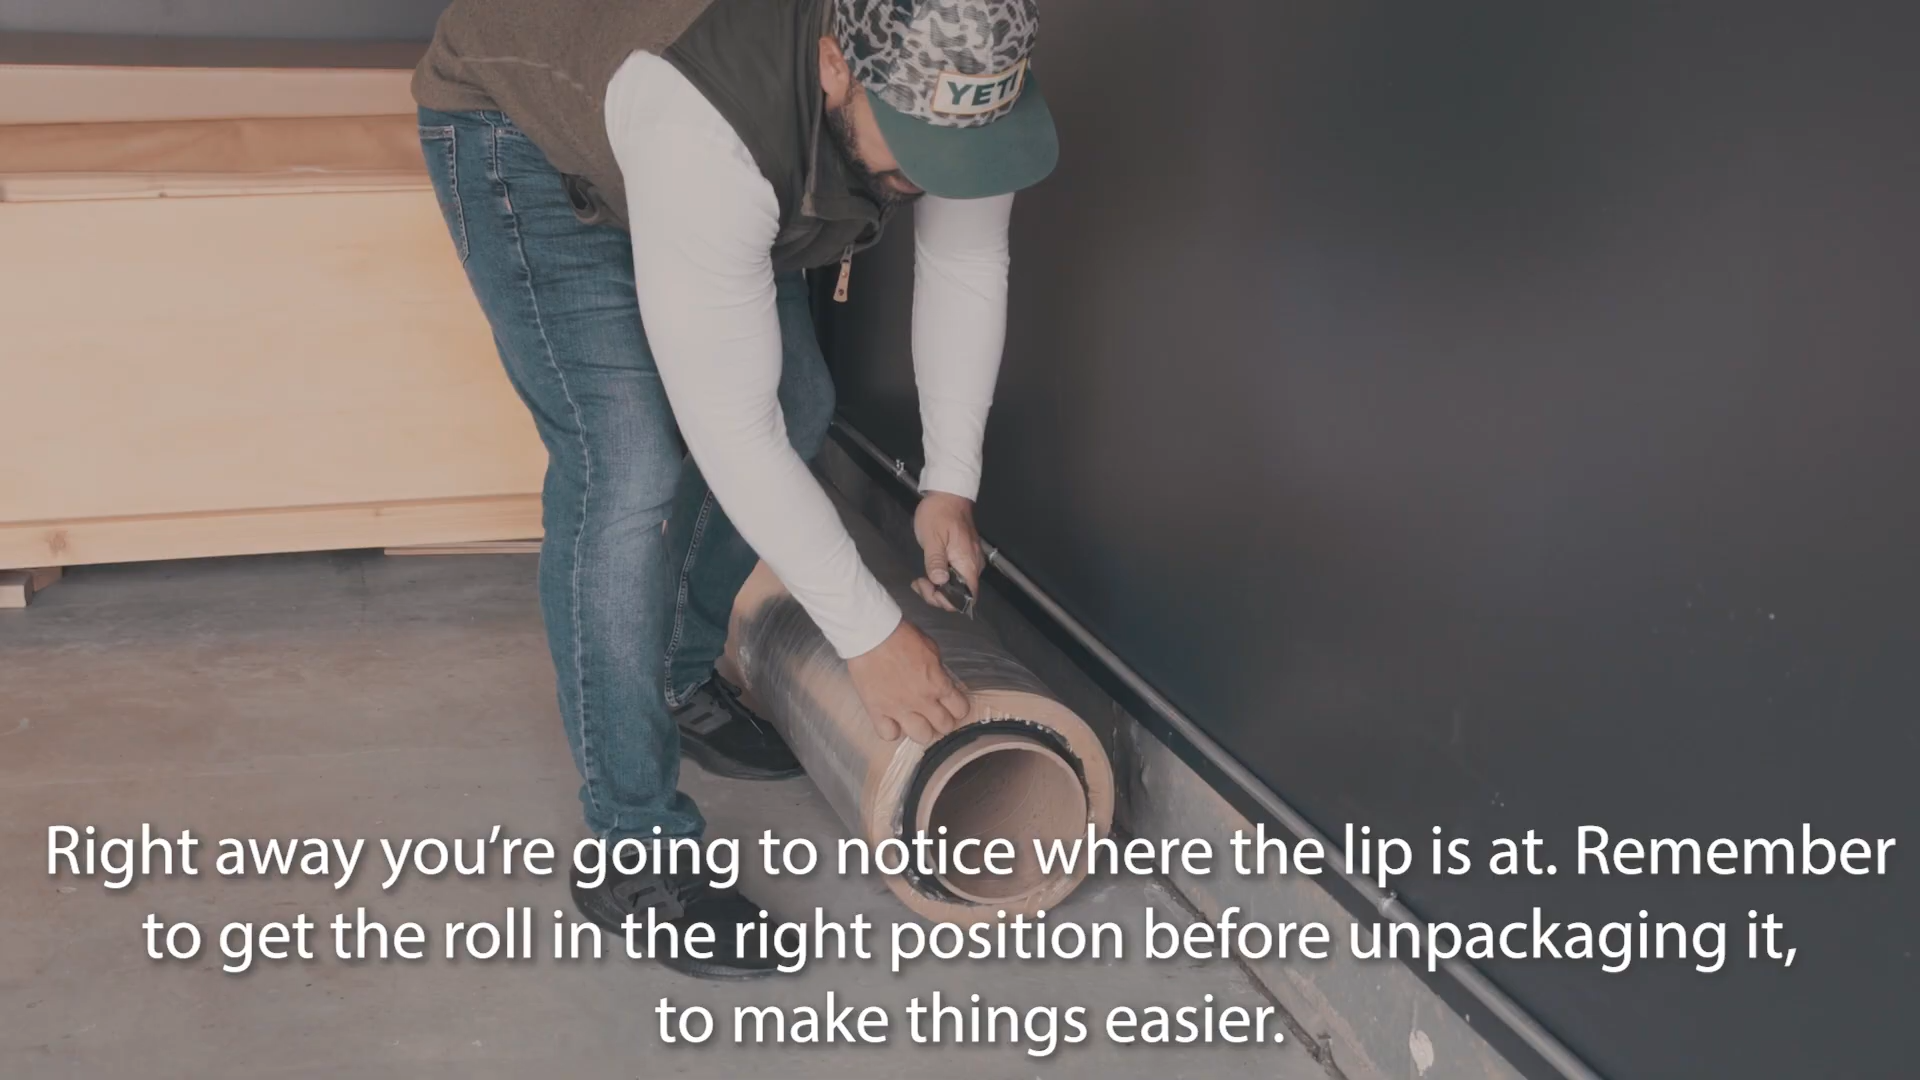 YETI
Right away you’re going to notice where the lip is at. Remember
to get the roll in the right position before unpackaging it,
to make things easier.